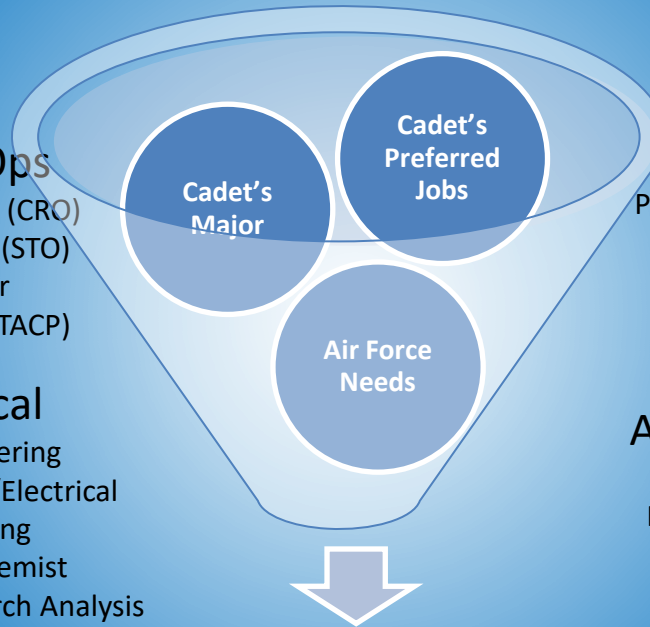 Cadet's
Preferred
Jobs
Cadet's
Major
Air Force
Needs
Ops
(CRO)
(STO)
r
TACP)
cal
ering
/Electrical
ng
emist
rch Analysis
P
A